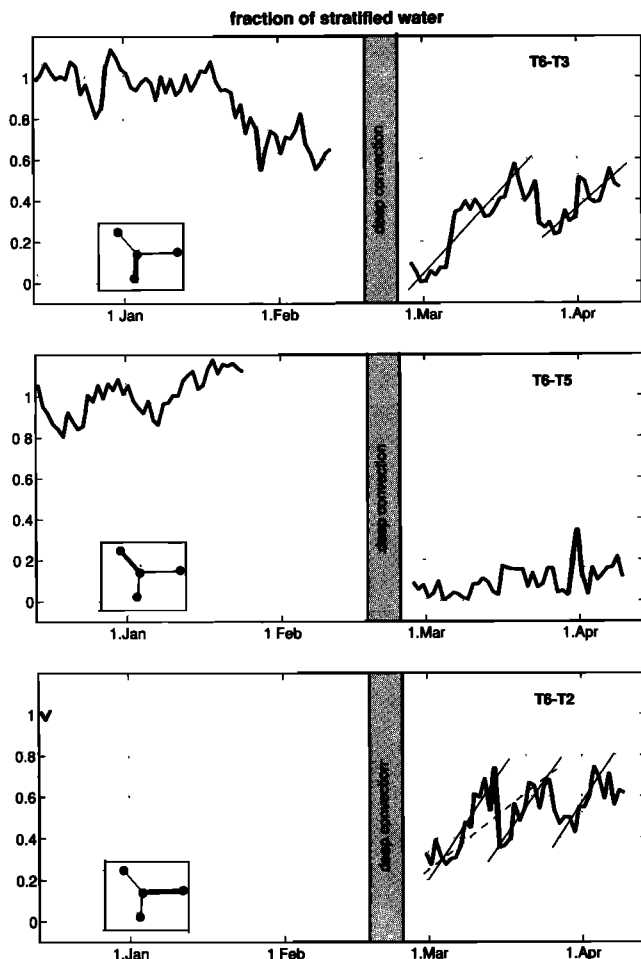 fraction of stratified water
T6-T3
1
0.8
0.6
0.4
0.2
0
deep convection
1 Jan
1.Feb
1.Mar
1.Apr
T6-T5
1
0 8
0.6
0.4
0 2
0
deep convection
1.Jan
1 Feb
1.Mar
1.Apr
T6-T2
1
0.8
0.6
0.4
0.2
0
deep convection
1.Jan
1.Feb
1.Mar
1.Apr